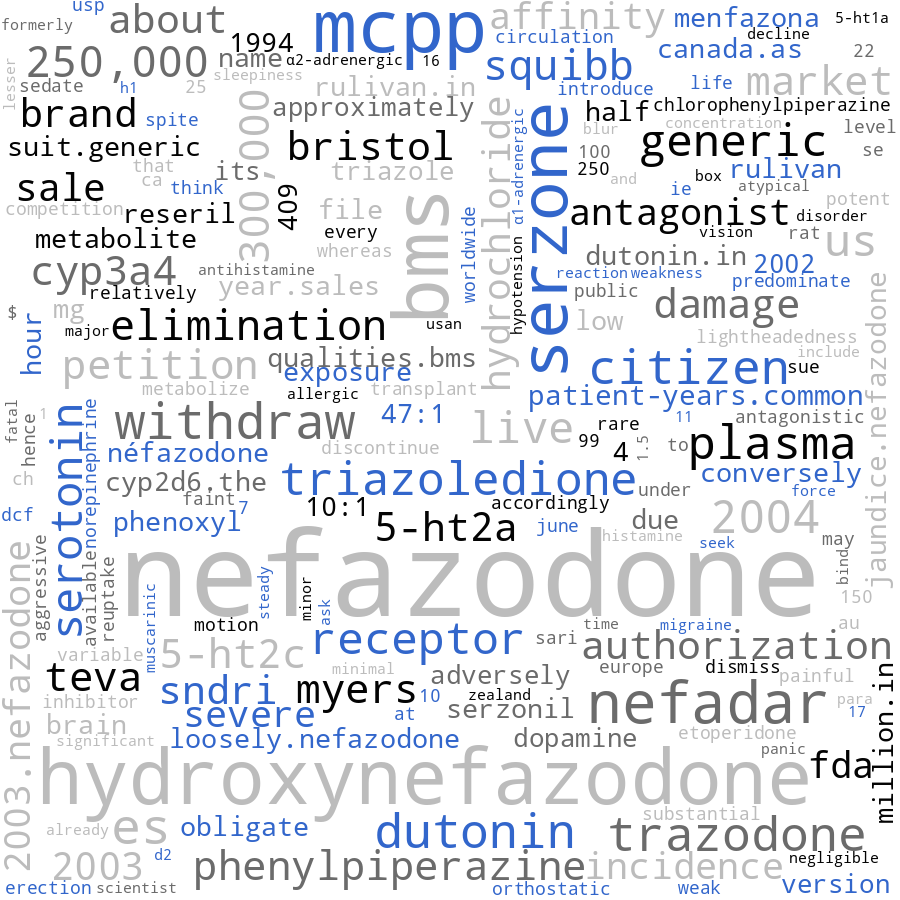 usp
formerly
about
mcpp
affinity
menfazona
5-ht1a
decline
circulation
1994
250,000
name
α2-adrenergic
16
squibb
canada.as
22
lesser
sedate
h1
25
sleepiness
rulivan.in
introduce
life
market
brand
spite
approximately
half
chlorophenylpiperazine
concentration
level
suit.generic
bristol
blur
generic
se
that
its
triazole
100
250
box
rulivan
sale
ca
think
300,000
409
and
ie
atypical
potent
competition
reseril
file
every
α1-adrenergic
antagonist
disorder
metabolite
whereas
worldwide
hydrochloride
serzone
vision
rat
us
cyp3a4
antihistamine
bms
hypotension
dutonin.in
2002
reaction
weakness
predominate
relatively
year.sales
public
damage
$
mg
major
elimination
usan
low
lightheadedness
include
hour
petition
qualities.bms
exposure
citizen
sue
metabolize
allergic
transplant
patient-years.common
jaundice.nefazodone
fatal
hence
1
withdraw
47:1
live
99
rare
4
1.5
to
11
antagonistic
plasma
serotonin
norepinephrine
néfazodone
discontinue
ch
cyp2d6.the
triazoledione
conversely
under
force
faint
7
10:1
accordingly
dcf
phenoxyl
5-ht2a
june
due
2004
histamine
seek
may
2003.nefazodone
aggressive
available
reuptake
nefazodone
bind
150
muscarinic
steady
minor
ask
motion
receptor
sari
time
migraine
au
authorization
variable
5-ht2c
minimal
adversely
europe
dismiss
painful
teva
sndri
myers
10
zealand
nefadar
para
inhibitor
severe
at
serzonil
17
brain
significant
loosely.nefazodone
dopamine
etoperidone
panic
million.in
hydroxynefazodone
fda
already
es
obligate
dutonin
substantial
trazodone
2003
d2
phenylpiperazine
incidence
negligible
erection
scientist
orthostatic
weak
version